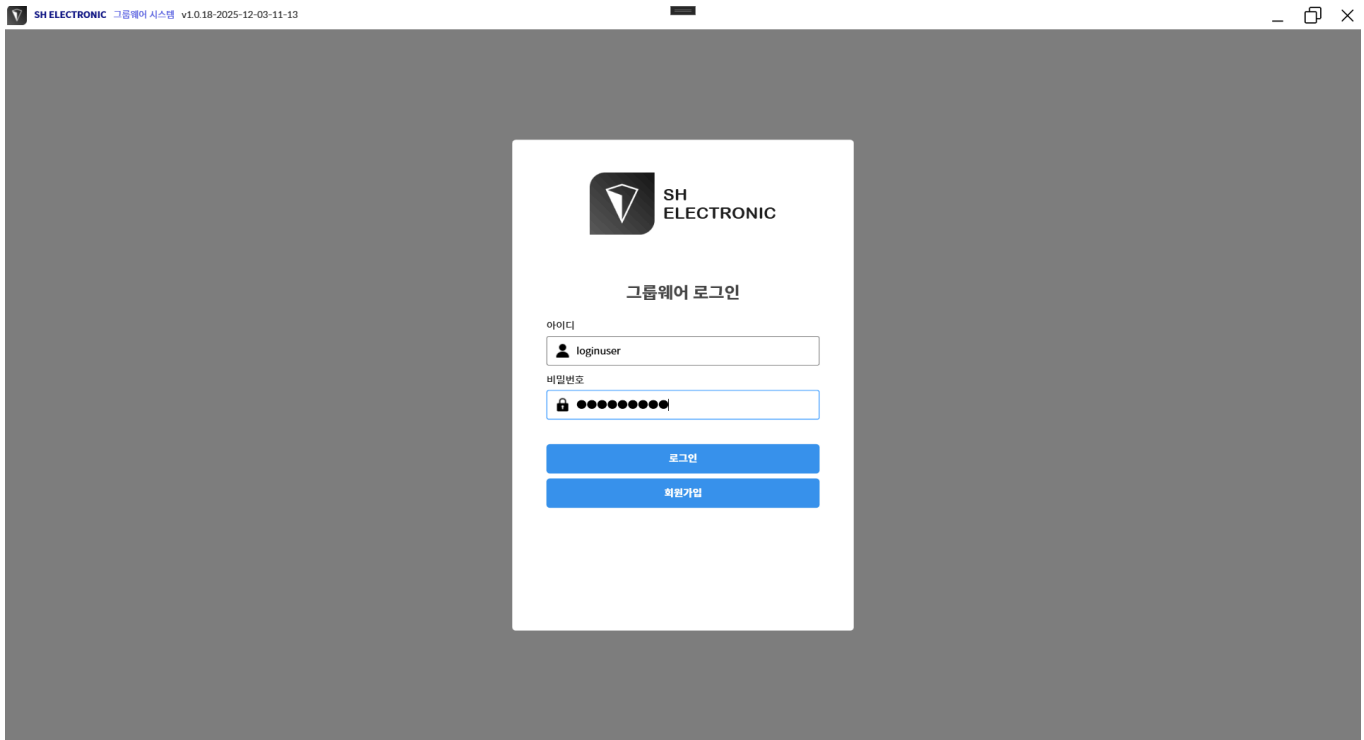 SH ELECTRONIC 그룹웨어 시스템 v1.0.18-2025-12-03-11-13
SH
ELECTRONIC
그룹웨어 로그인
아이디
loginuser
비밀번호
●●●●●●●●●
로그인
회원가입